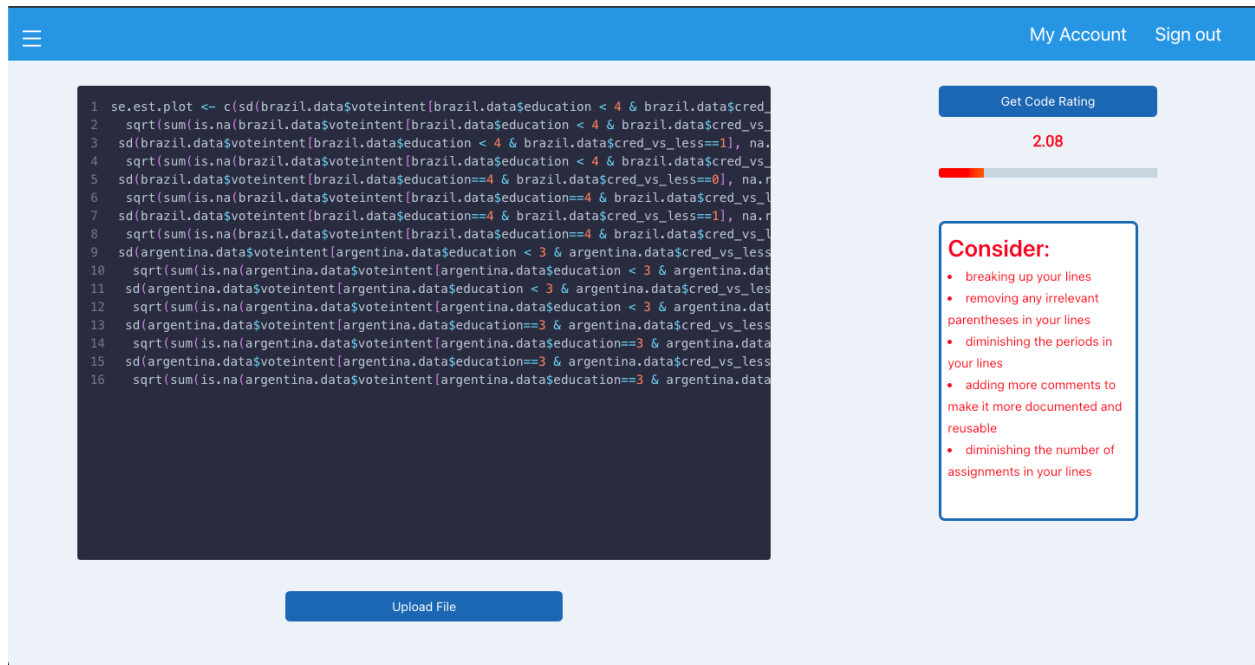 My Account Sign out
1 se.est.plot <- c(sd(brazil.data$voteintent[brazil.data$education < 4 & brazil.data$cred_
2 sqrt(sum(is.na(brazil.data$voteintent[brazil.data$education < 4 & brazil.data$cred_vs_
3 sd(brazil.data$voteintent[brazil.data$education < 4 & brazil.data$cred_vs_less==1], na.
4 sqrt(sum(is.na(brazil.data$voteintent[brazil.data$education < 4 & brazil.data$cred_vs_
5 sd(brazil.data$voteintent[brazil.data$education==4 & brazil.data$cred_vs_less==0], na.r
6 sqrt(sum(is.na(brazil.data$voteintent[brazil.data$education==4 & brazil.data$cred_vs_l
7 sd(brazil.data$voteintent[brazil.data$education==4 & brazil.data$cred_vs_less==1], na.r
8 sqrt(sum(is.na(brazil.data$voteintent[brazil.data$education==4 & brazil.data$cred_vs_l
9 sd(argentina.data$voteintent[argentina.data$education < 3 & argentina.data$cred_vs_less
10 sqrt(sum(is.na(argentina.data$voteintent[argentina.data$education < 3 & argentina.dat
11 sd(argentina.data$voteintent[argentina.data$education < 3 & argentina.data$cred_vs_les
12 sqrt(sum(is.na(argentina.data$voteintent[argentina.data$education < 3 & argentina.dat
13 sd(argentina.data$voteintent[argentina.data$education==3 & argentina.data$cred_vs_less
14 sqrt(sum(is.na(argentina.data$voteintent[argentina.data$education==3 & argentina.data
15 sd(argentina.data$voteintent[argentina.data$education==3 & argentina.data$cred_vs_less
16 sqrt(sum(is.na(argentina.data$voteintent[argentina.data$education==3 & argentina.data
Upload File
Get Code Rating
2.08
Consider:
• breaking up your lines
• removing any irrelevant
parentheses in your lines
• diminishing the periods in
your lines
• adding more comments to
make it more documented and
reusable
• diminishing the number of
assignments in your lines